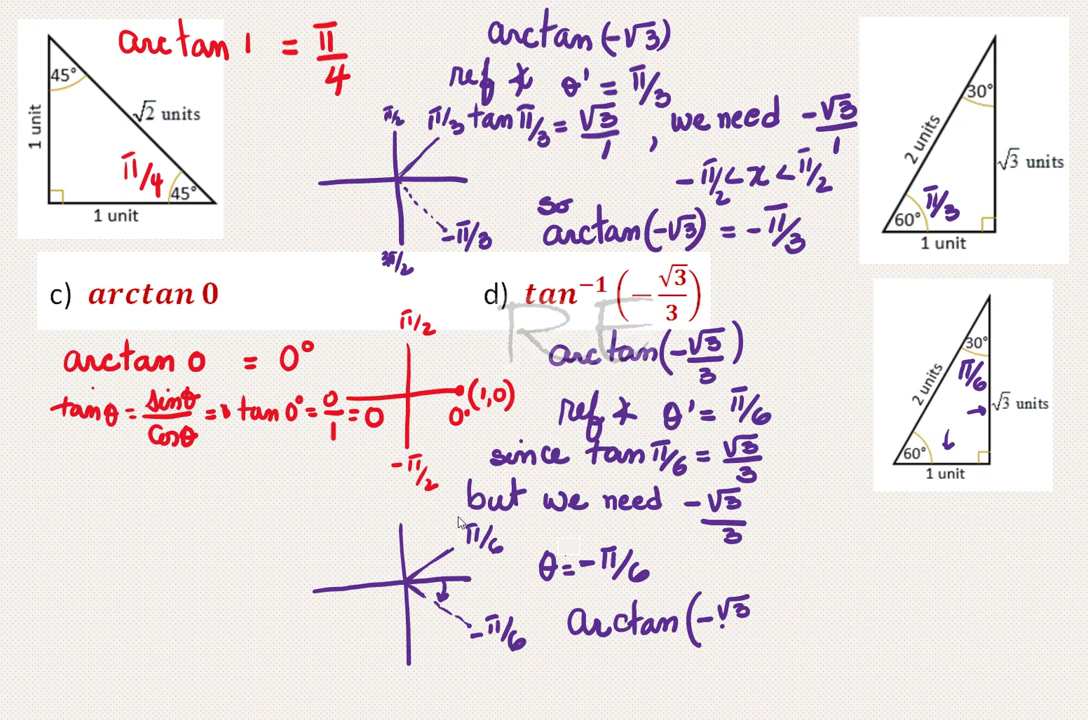 arctan 1 = π/4
45°
1 unit
√2 units
π/4
45°
1 unit
arctan (-√3)
ref ∡ θ' = π/3
π/2
π/3
tan π/3 = √3/1 , we need -√3/1
-π/2 < x < π/2
so
-π/3
arctan(-√3) = -π/3
3π/2
30°
2 units
√3 units
π/3
60°
1 unit
c) arctan 0
d) tan⁻¹ (-√3/3)
RE
π/2
arctan 0 = 0°
tanθ = sinθ/cosθ = tan 0° = 0/1 = 0
0°
(1,0)
-π/2
arctan(-√3/3)
ref ∡ θ' = π/6
since tan π/6 = √3/3
but we need -√3/3
30°
π/6
2 units
√3 units
60°
1 unit
π/6
θ = -π/6
-π/6
arctan(-√3